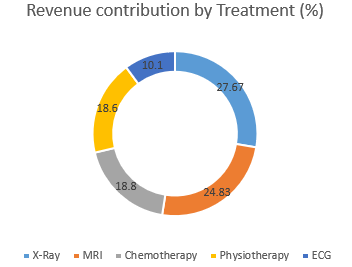 Revenue contribution by Treatment (%)
10.1
27.67
18.6
18.8
24.83
X-Ray MRI Chemotherapy Physiotherapy ECG